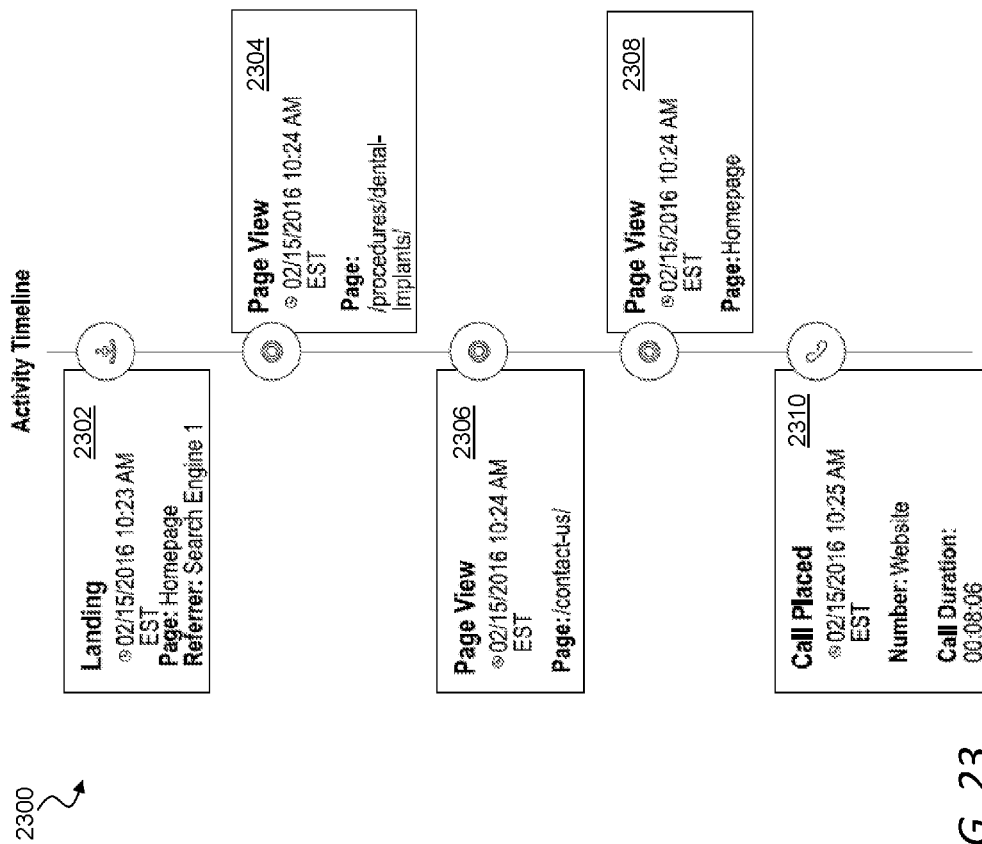 2300
Activity Timeline
Landing
2302
02/15/2016 10:23 AM
EST
Page: Homepage
Referrer: Search Engine 1
Page View
2304
02/15/2016 10:24 AM
EST
Page:
/procedures/dental-
Implants/
Page View
2306
02/15/2016 10:24 AM
EST
Page: /contact-us/
Page View
2308
02/15/2016 10:24 AM
EST
Page: Homepage
Call Placed
2310
02/15/2016 10:25 AM
EST
Number: Website
Call Duration:
00:08:06
G. 23